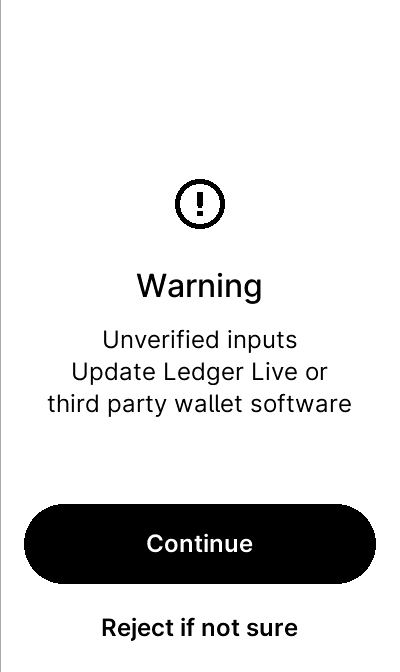 Warning
Unverified inputs
Update Ledger Live or
third party wallet software
Continue
Reject if not sure